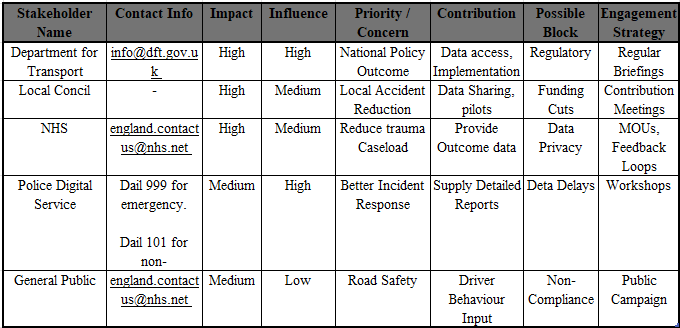 Stakeholder Name Contact Info Impact Influence Priority / Concern Contribution Possible Block Engagement Strategy
Department for Transport info@dft.gov.u k High High National Policy Outcome Data access, Implementation Regulatory Regular Briefings
Local Concil - High Medium Local Accident Reduction Data Sharing, pilots Funding Cuts Contribution Meetings
NHS england.contact us@nhs.net High Medium Reduce trauma Caseload Provide Outcome data Data Privacy MOUs, Feedback Loops
Police Digital Service Dail 999 for emergency. Dail 101 for non- Medium High Better Incident Response Supply Detailed Reports Deta Delays Workshops
General Public england.contact us@nhs.net Medium Low Road Safety Driver Behaviour Input Non- Compliance Public Campaign